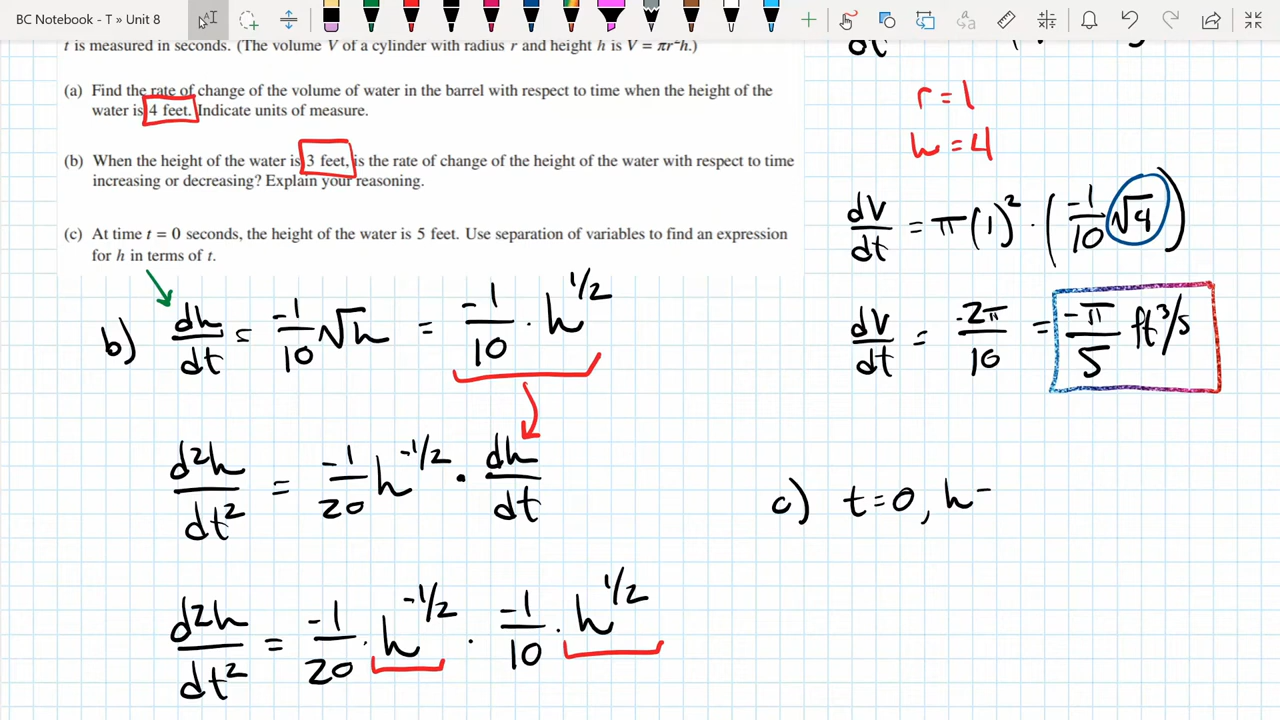 BC Notebook - T » Unit 8
t is measured in seconds. (The volume V of a cylinder with radius r and height h is V = πr²h.)
(a) Find the rate of change of the volume of water in the barrel with respect to time when the height of the
water is 4 feet. Indicate units of measure.
(b) When the height of the water is 3 feet, is the rate of change of the height of the water with respect to time
increasing or decreasing? Explain your reasoning.
(c) At time t = 0 seconds, the height of the water is 5 feet. Use separation of variables to find an expression
for h in terms of t.
b) dh/dt = -1/10 √h = -1/10 · h^1/2
d²h/dt² = -1/20 h^-1/2 · dh/dt
d²h/dt² = -1/20 · h^-1/2 · -1/10 · h^1/2
dt
r = 1
h = 4
dV/dt = π(1)² · (-1/10 √4)
dV/dt = -2π/10 = -π/5 ft³/s
c) t = 0, h -